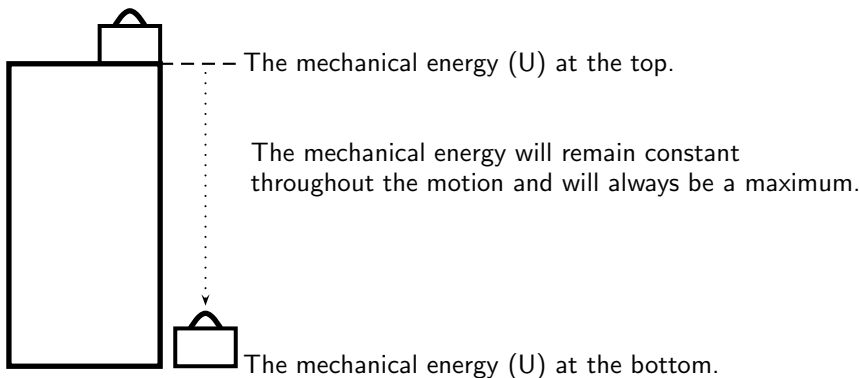 The mechanical energy (U) at the top.
The mechanical energy will remain constant
throughout the motion and will always be a maximum.
The mechanical energy (U) at the bottom.